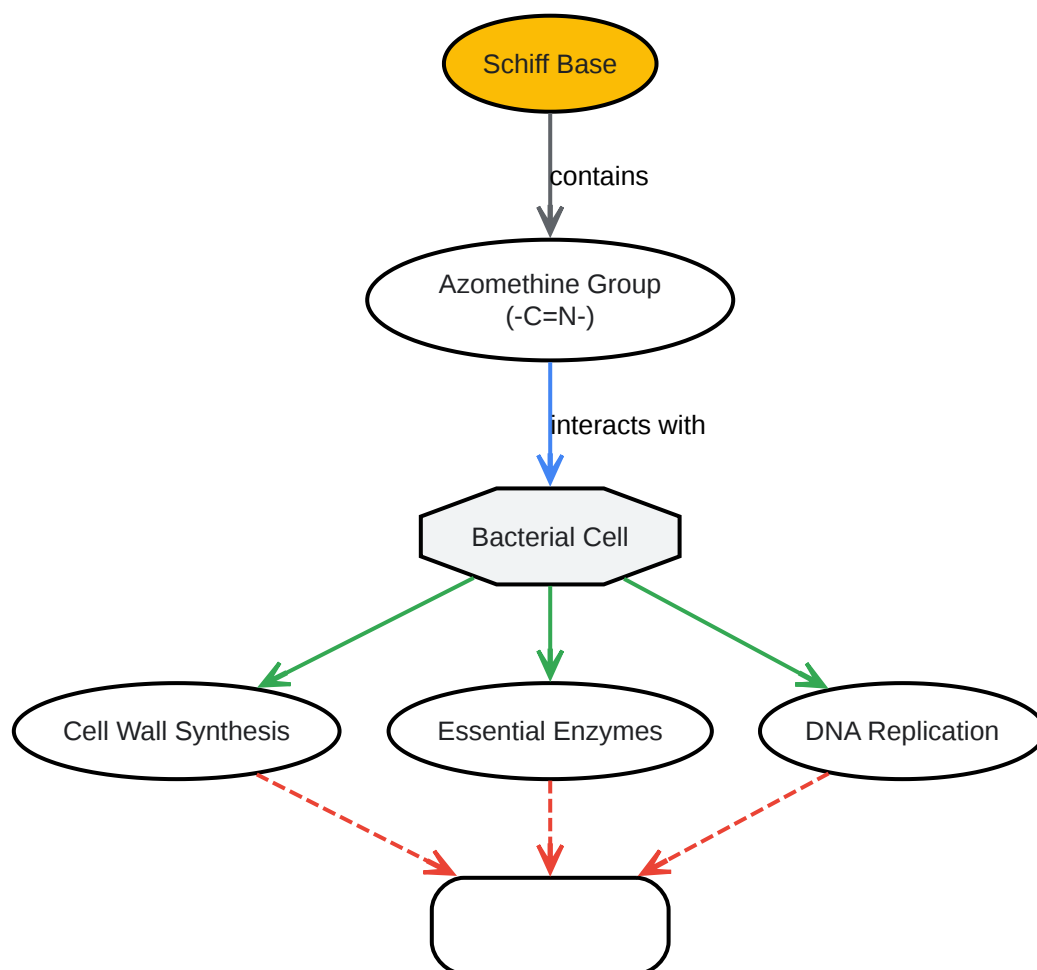 Schiff Base
contains
Azomethine Group
(-C=N-)
interacts with
Bacterial Cell
Cell Wall Synthesis
Essential Enzymes
DNA Replication